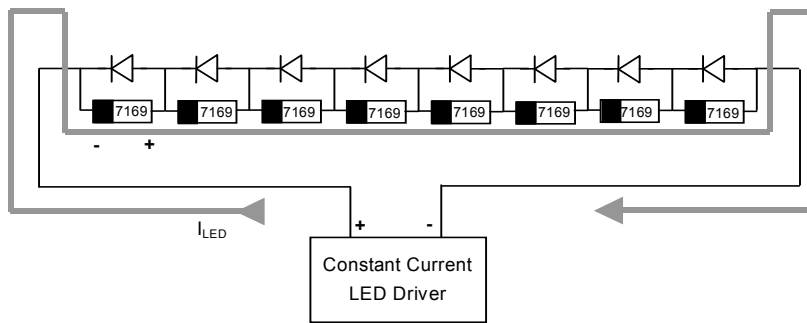 7169 7169 7169 7169 7169 7169 7169 7169
- +
I_LED
+ -
Constant Current
LED Driver